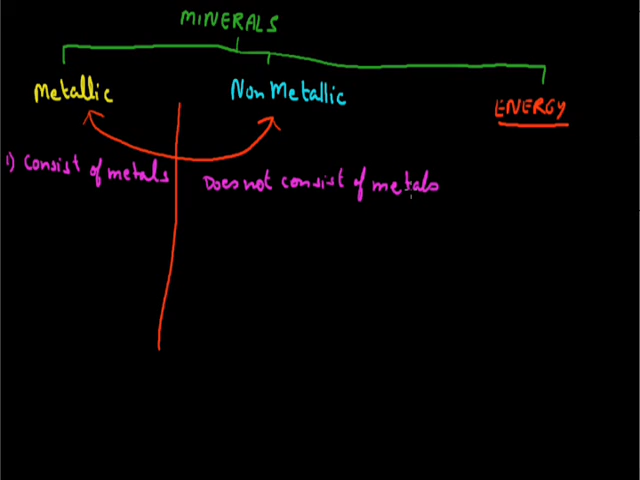 MINERALS
Metallic
Non Metallic
ENERGY
1) Consist of metals
Does not consist of metals